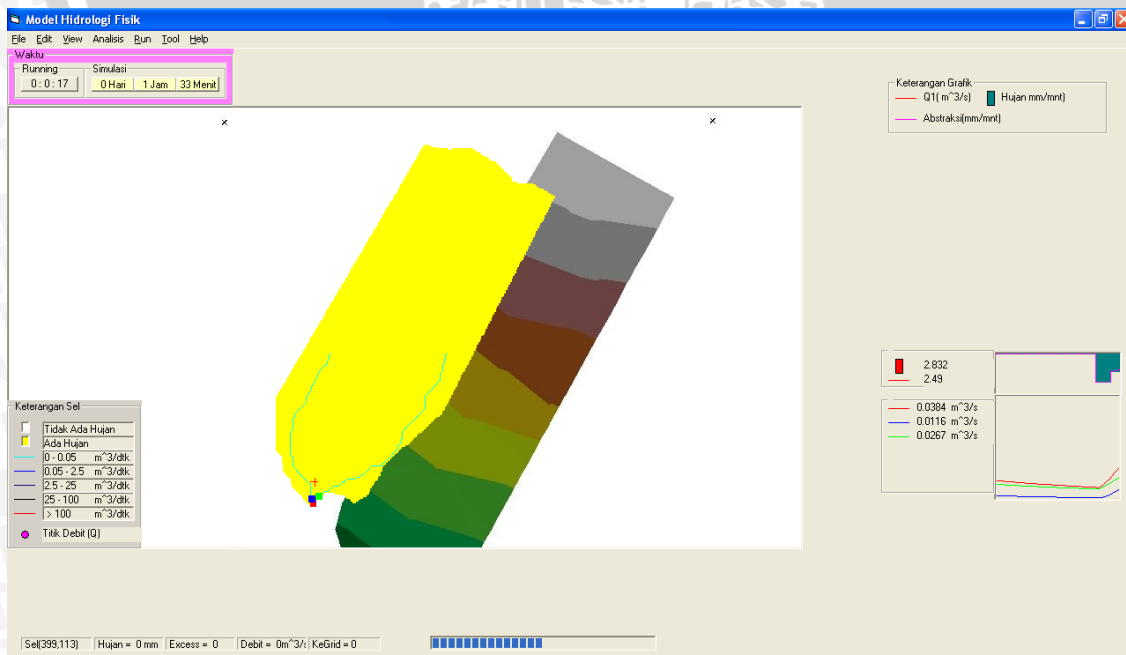 Model Hidrologi Fisik
File Edit View Analisis Run Tool Help
Waktu
Running
0 : 0 : 17
Simulasi
0 Hari 1 Jam 33 Menit
Keterangan Grafik
Q1( m^3/s) Hujan mm/mnt)
Abstraksi(mm/mnt)
2.832
2.49
0.0384 m^3/s
0.0116 m^3/s
0.0267 m^3/s
Keterangan Sel
Tidak Ada Hujan
Ada Hujan
0 - 0.05 m^3/dtk
0.05 - 2.5 m^3/dtk
2.5 - 25 m^3/dtk
25 - 100 m^3/dtk
> 100 m^3/dtk
Titik Debit (Q)
Sel(399,113) Hujan = 0 mm Excess = 0 Debit = 0m^3/s KeGrid = 0